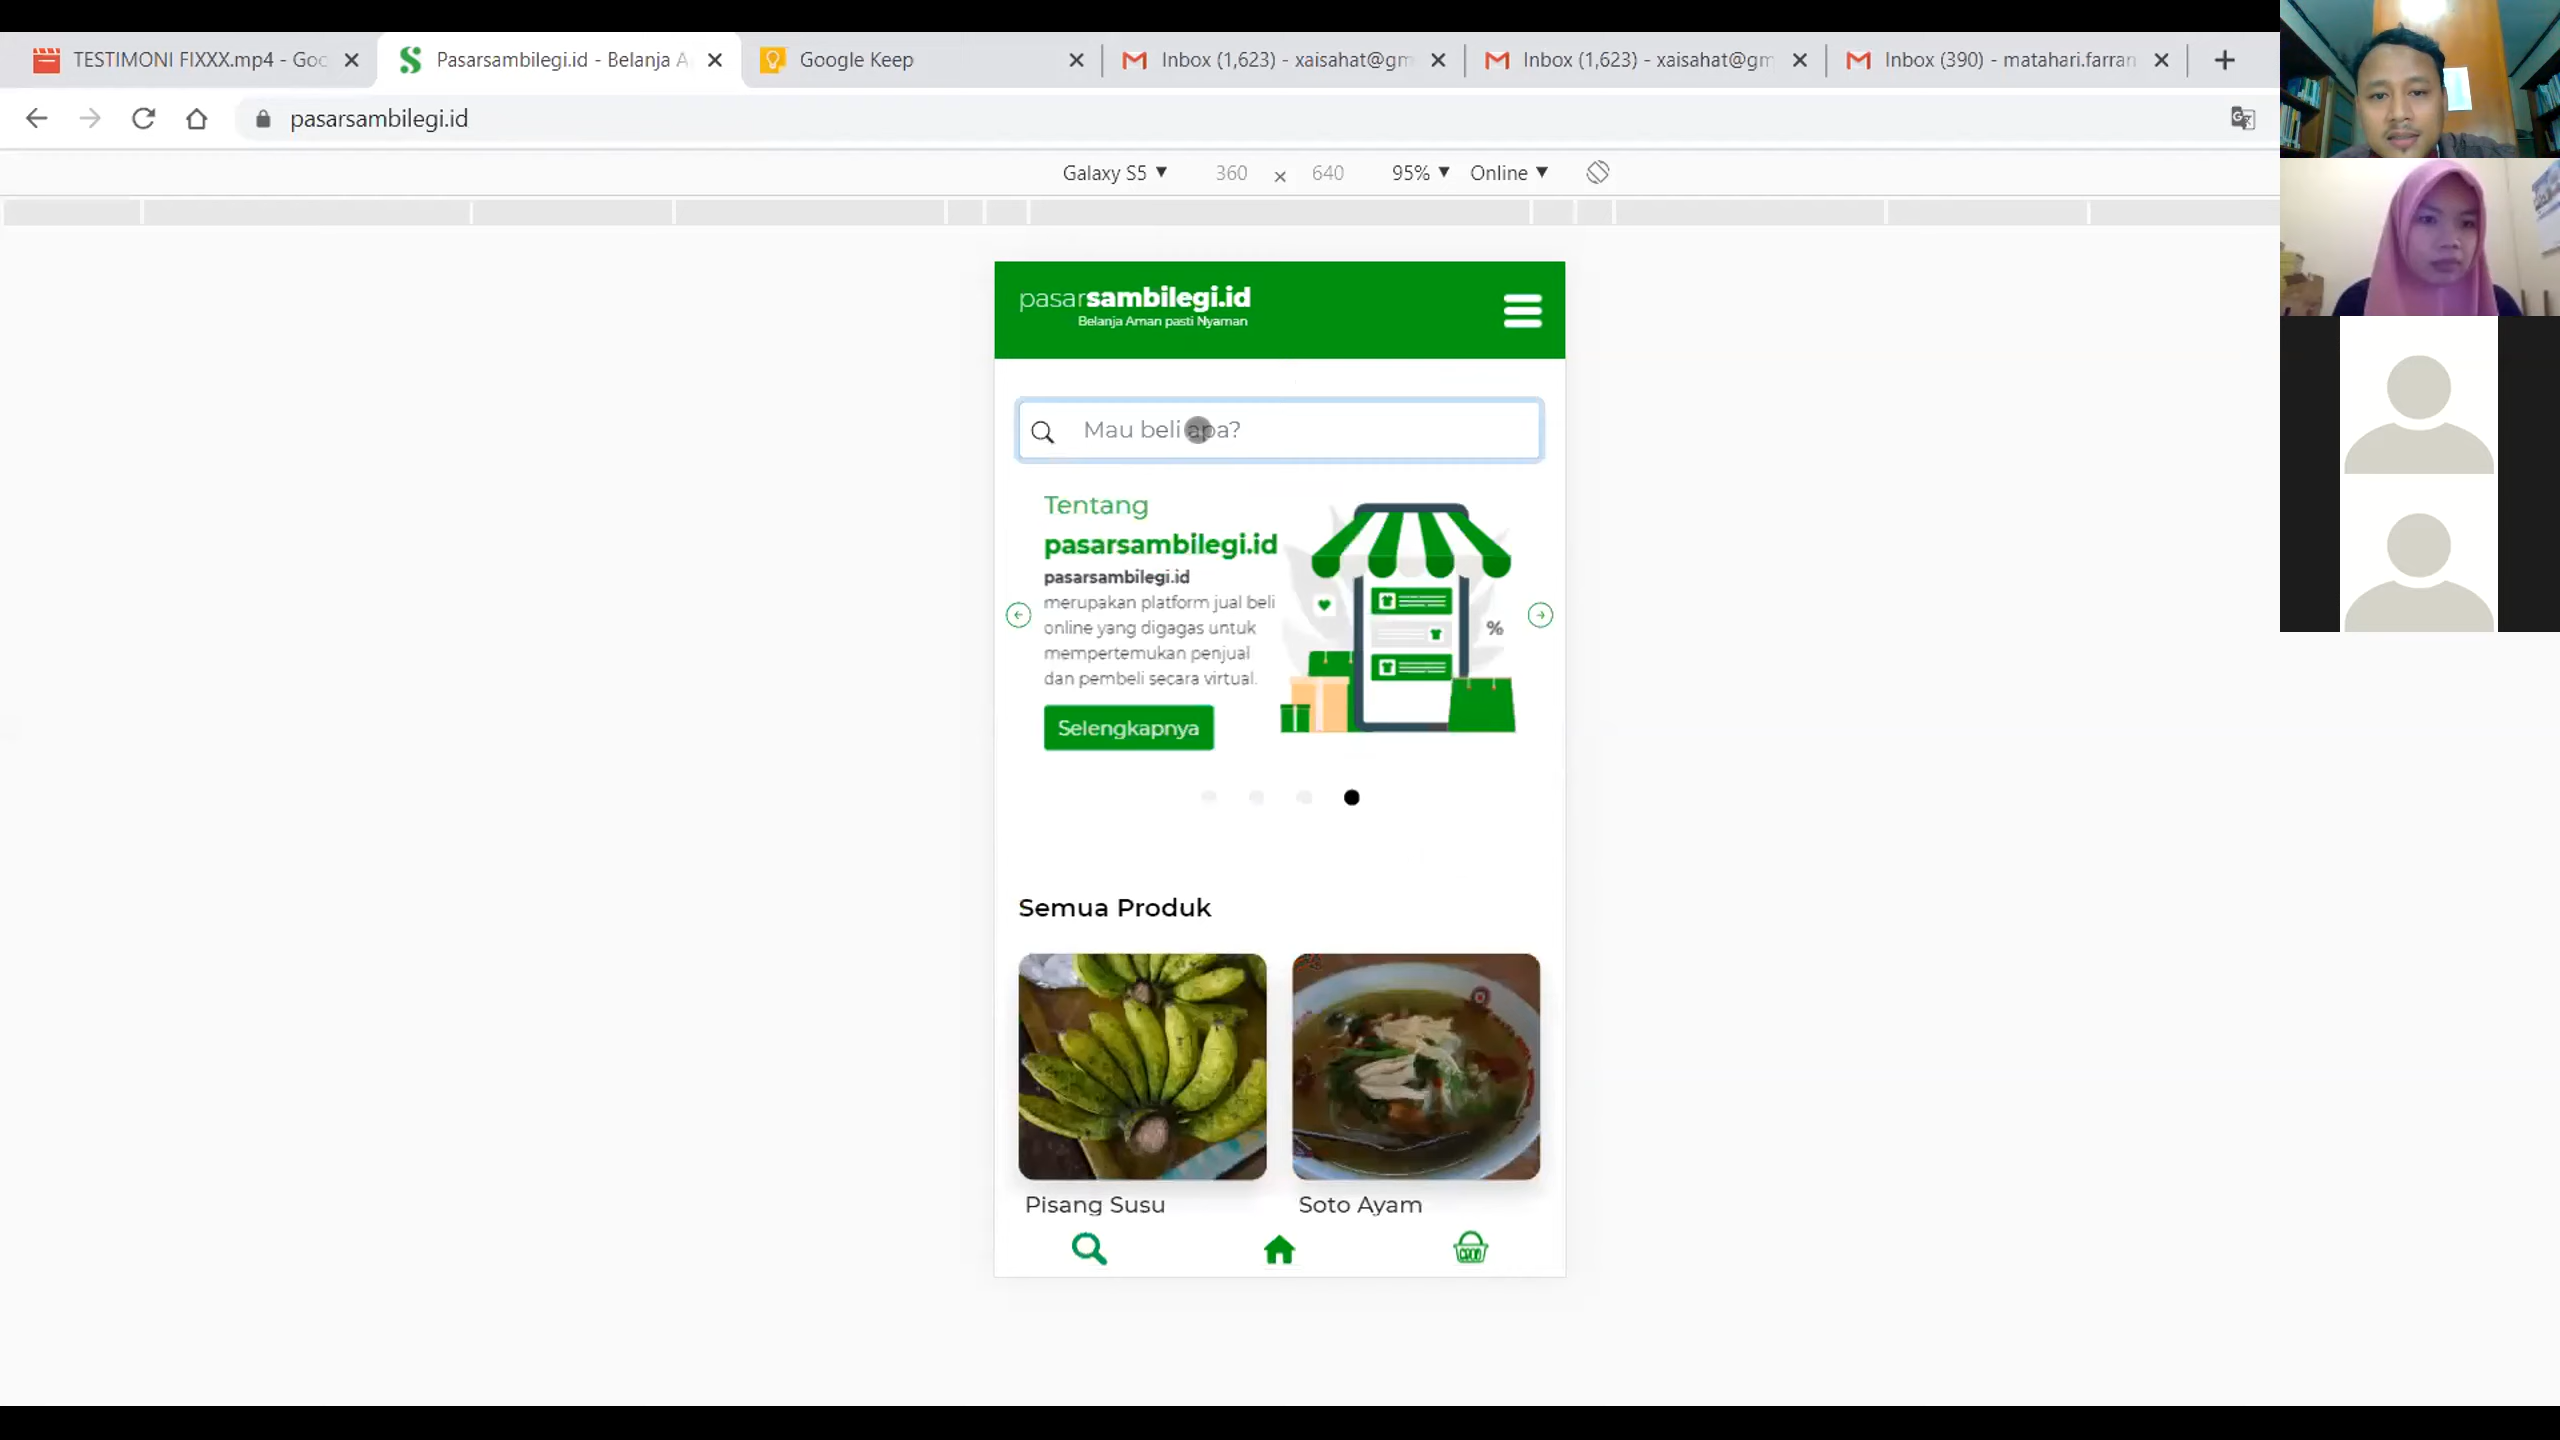 TESTIMONI FIXXX.mp4 - Goo
Pasarsambilegi.id - Belanja A
Google Keep
Inbox (1,623) - xaisahat@gm
Inbox (1,623) - xaisahat@gm
Inbox (390) - matahari.farran
pasarsambilegi.id
Galaxy S5 360 × 640 95% Online
pasarsambilegi.id
Belanja Aman pasti Nyaman
Mau beli apa?
Tentang
pasarsambilegi.id
pasarsambilegi.id
merupakan platform jual beli
online yang digagas untuk
mempertemukan penjual
dan pembeli secara virtual.
%
Selengkapnya
Semua Produk
Pisang Susu
Soto Ayam